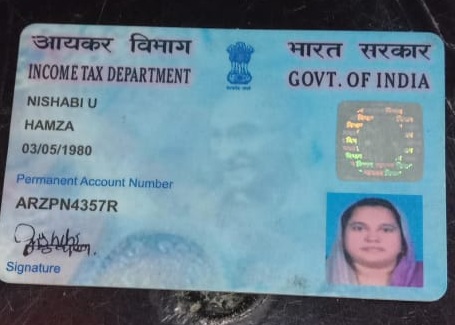 आयकर विभाग
भारत सरकार
INCOME TAX DEPARTMENT
GOVT. OF INDIA
NISHABI U
HAMZA
03/05/1980
Permanent Account Number
ARZPN4357R
Signature